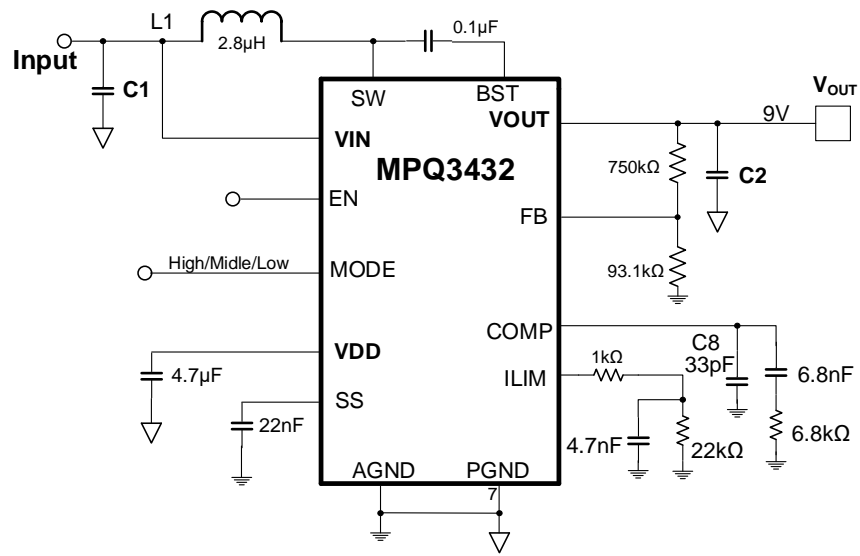 L1
2.8µH
0.1µF
Input
C1
SW
BST
VOUT
V_OUT
9V
VIN
MPQ3432
750kΩ
C2
EN
FB
High/Midle/Low
MODE
93.1kΩ
COMP
VDD
C8
33pF
1kΩ
4.7µF
ILIM
6.8nF
SS
22nF
4.7nF
22kΩ
6.8kΩ
AGND
PGND
7